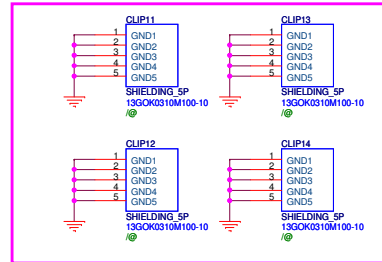 CLIP11
1 GND1
2 GND2
3 GND3
4 GND4
5 GND5
SHIELDING_5P
13GOK0310M100-10
/@
CLIP13
1 GND1
2 GND2
3 GND3
4 GND4
5 GND5
SHIELDING_5P
13GOK0310M100-10
/@
CLIP12
1 GND1
2 GND2
3 GND3
4 GND4
5 GND5
SHIELDING_5P
13GOK0310M100-10
/@
CLIP14
1 GND1
2 GND2
3 GND3
4 GND4
5 GND5
SHIELDING_5P
13GOK0310M100-10
/@